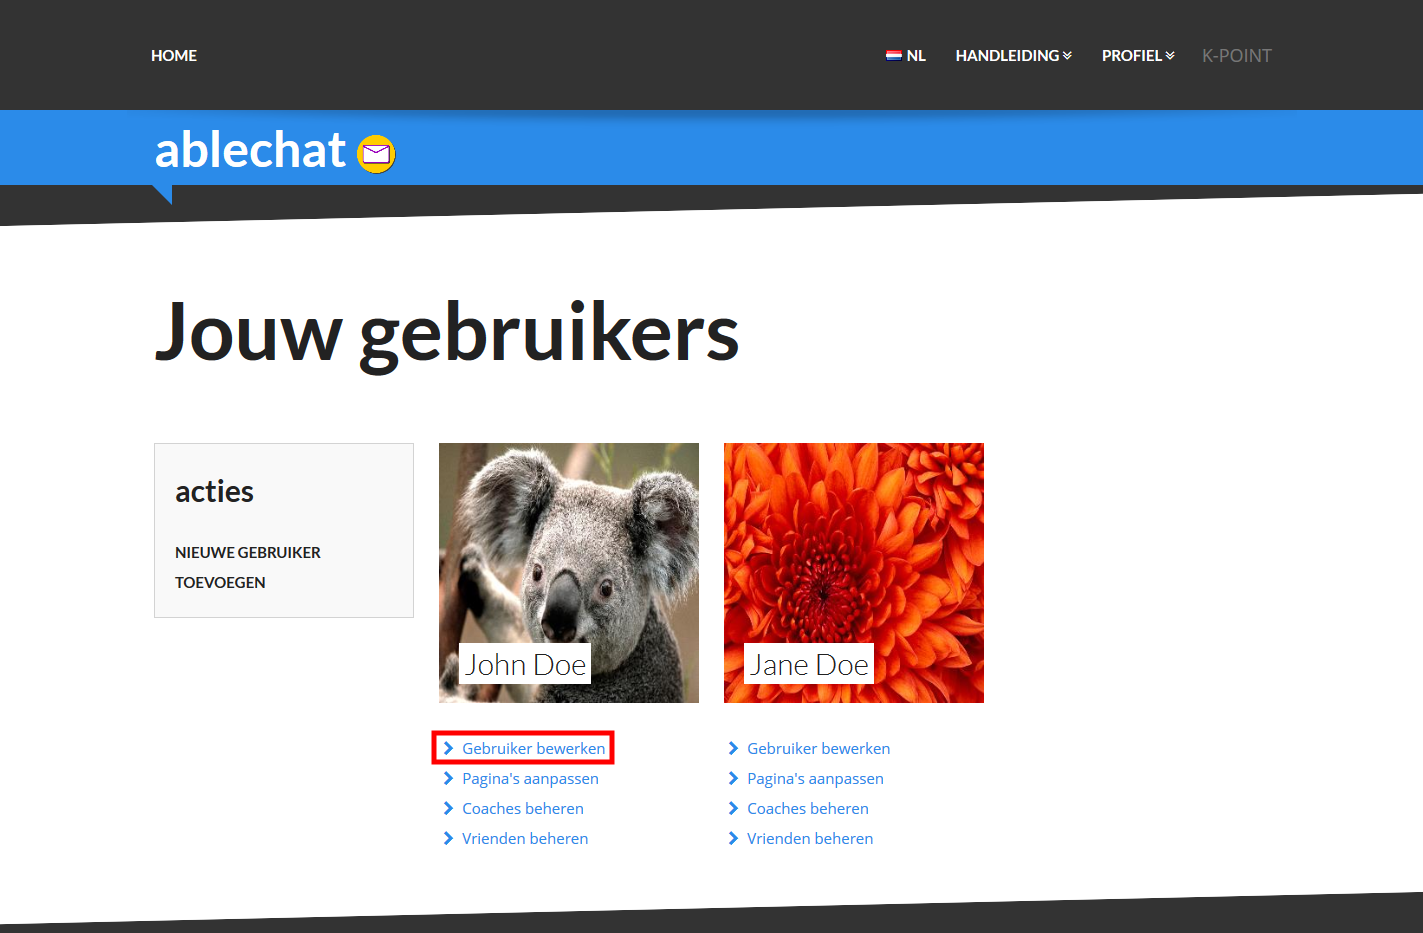 HOME
NL HANDLEIDING PROFIEL K-POINT
ablechat
Jouw gebruikers
acties
NIEUWE GEBRUIKER
TOEVOEGEN
John Doe
Gebruiker bewerken
Pagina's aanpassen
Coaches beheren
Vrienden beheren
Jane Doe
Gebruiker bewerken
Pagina's aanpassen
Coaches beheren
Vrienden beheren